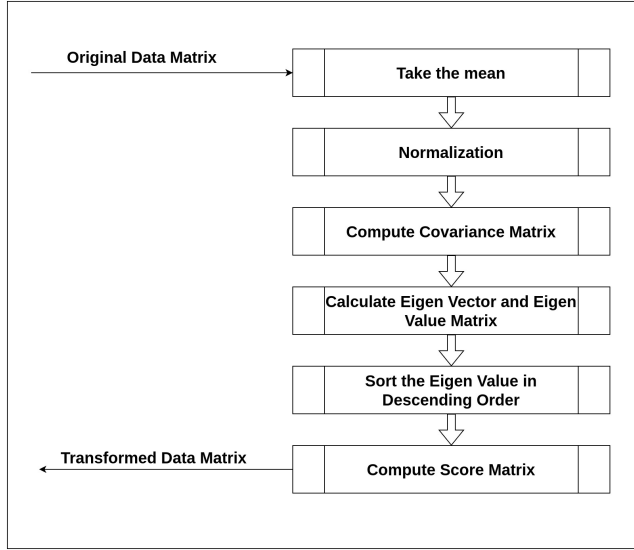 Original Data Matrix
Take the mean
Normalization
Compute Covariance Matrix
Calculate Eigen Vector and Eigen
Value Matrix
Sort the Eigen Value in
Descending Order
Transformed Data Matrix
Compute Score Matrix